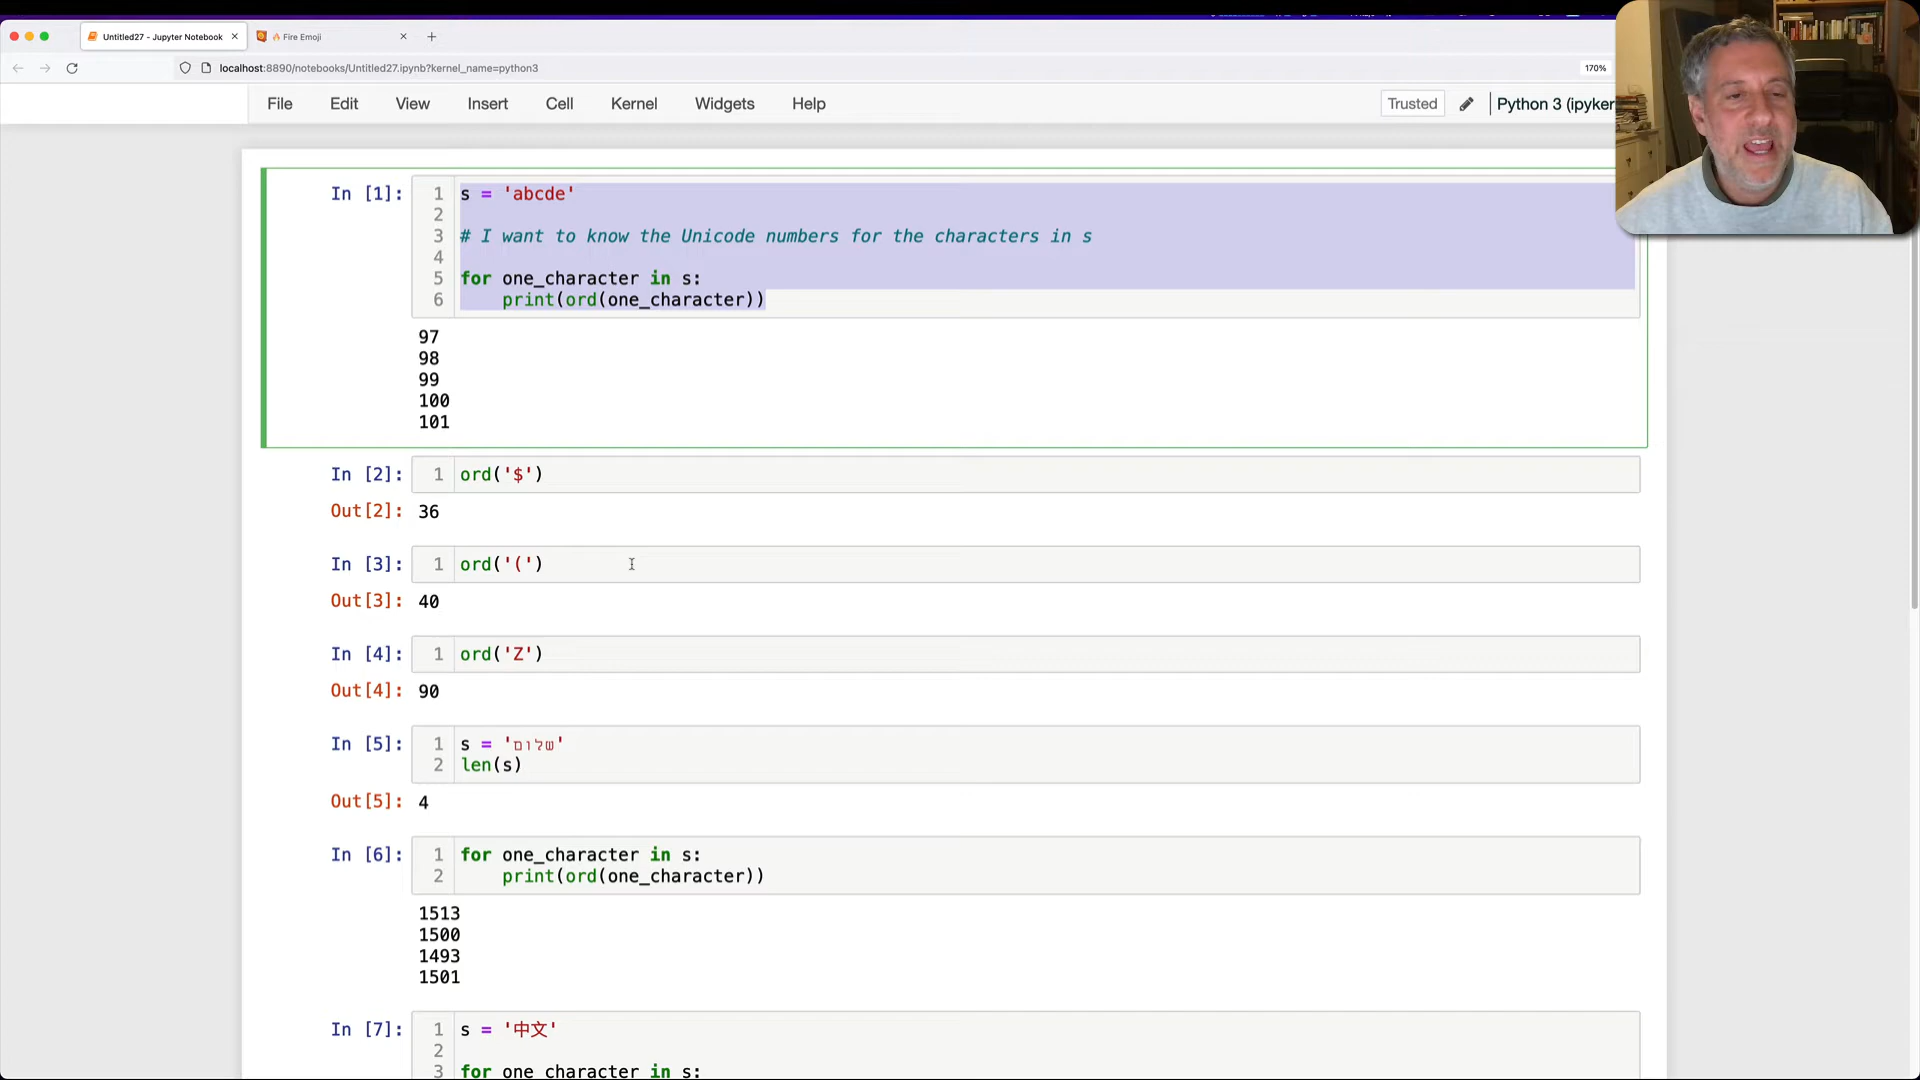 Untitled27 - Jupyter Notebook
🔥 Fire Emoji
localhost:8890/notebooks/Untitled27.ipynb?kernel_name=python3
170%
File Edit View Insert Cell Kernel Widgets Help
Trusted
Python 3 (ipyker
In [1]:
1 s = 'abcde'
2
3 # I want to know the Unicode numbers for the characters in s
4
5 for one_character in s:
6 print(ord(one_character))
97
98
99
100
101
In [2]: 1 ord('$')
Out[2]: 36
In [3]: 1 ord('(')
Out[3]: 40
In [4]: 1 ord('Z')
Out[4]: 90
In [5]: 1 s = 'שלום'
2 len(s)
Out[5]: 4
In [6]: 1 for one_character in s:
2 print(ord(one_character))
1513
1500
1493
1501
In [7]: 1 s = '中文'
2
3 for one_character in s: